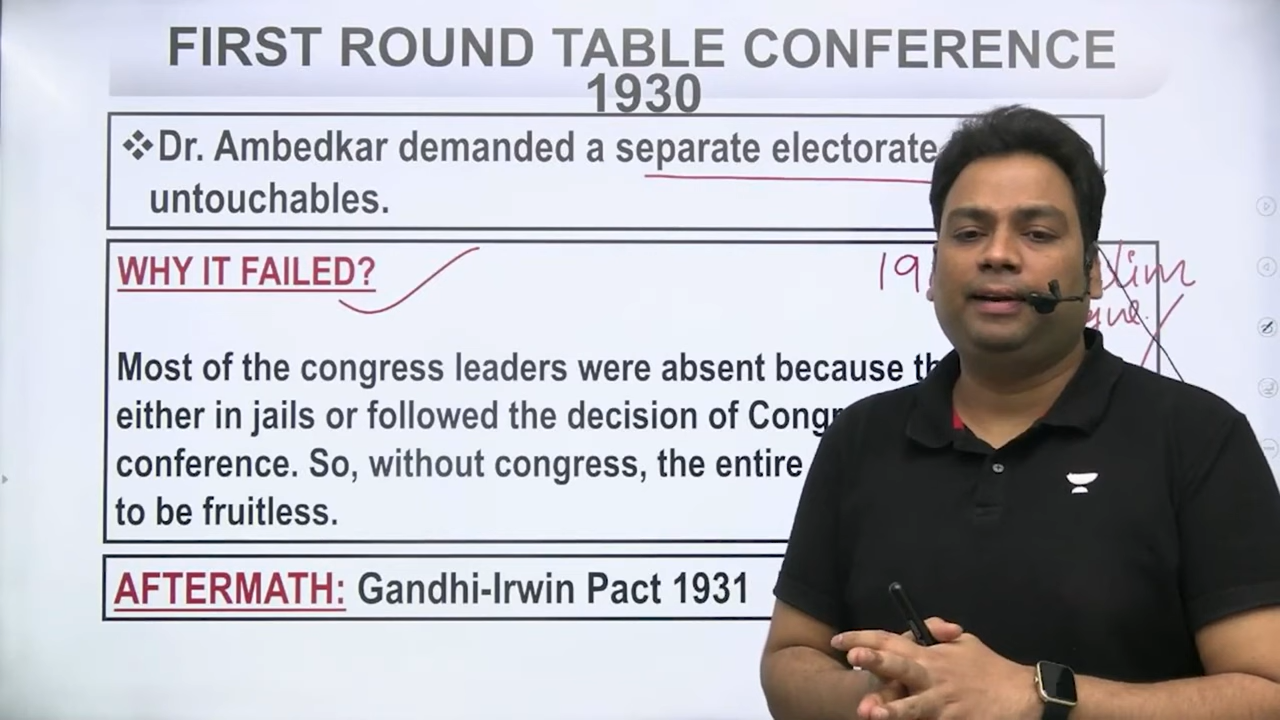 FIRST ROUND TABLE CONFERENCE
1930
❖Dr. Ambedkar demanded a separate electorate
untouchables.
WHY IT FAILED?
19
Most of the congress leaders were absent because
either in jails or followed the decision of
conference. So, without congress, the entire
to be fruitless.
AFTERMATH: Gandhi-Irwin Pact 1931